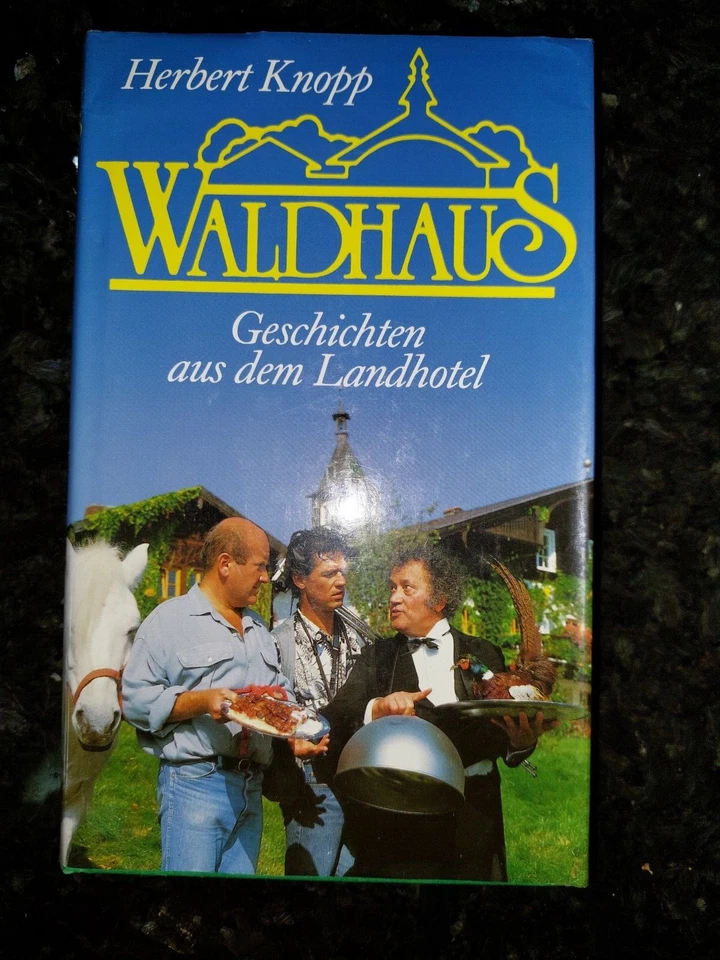 Herbert Knopp
WALDHAUS
Geschichten
aus dem Landhotel